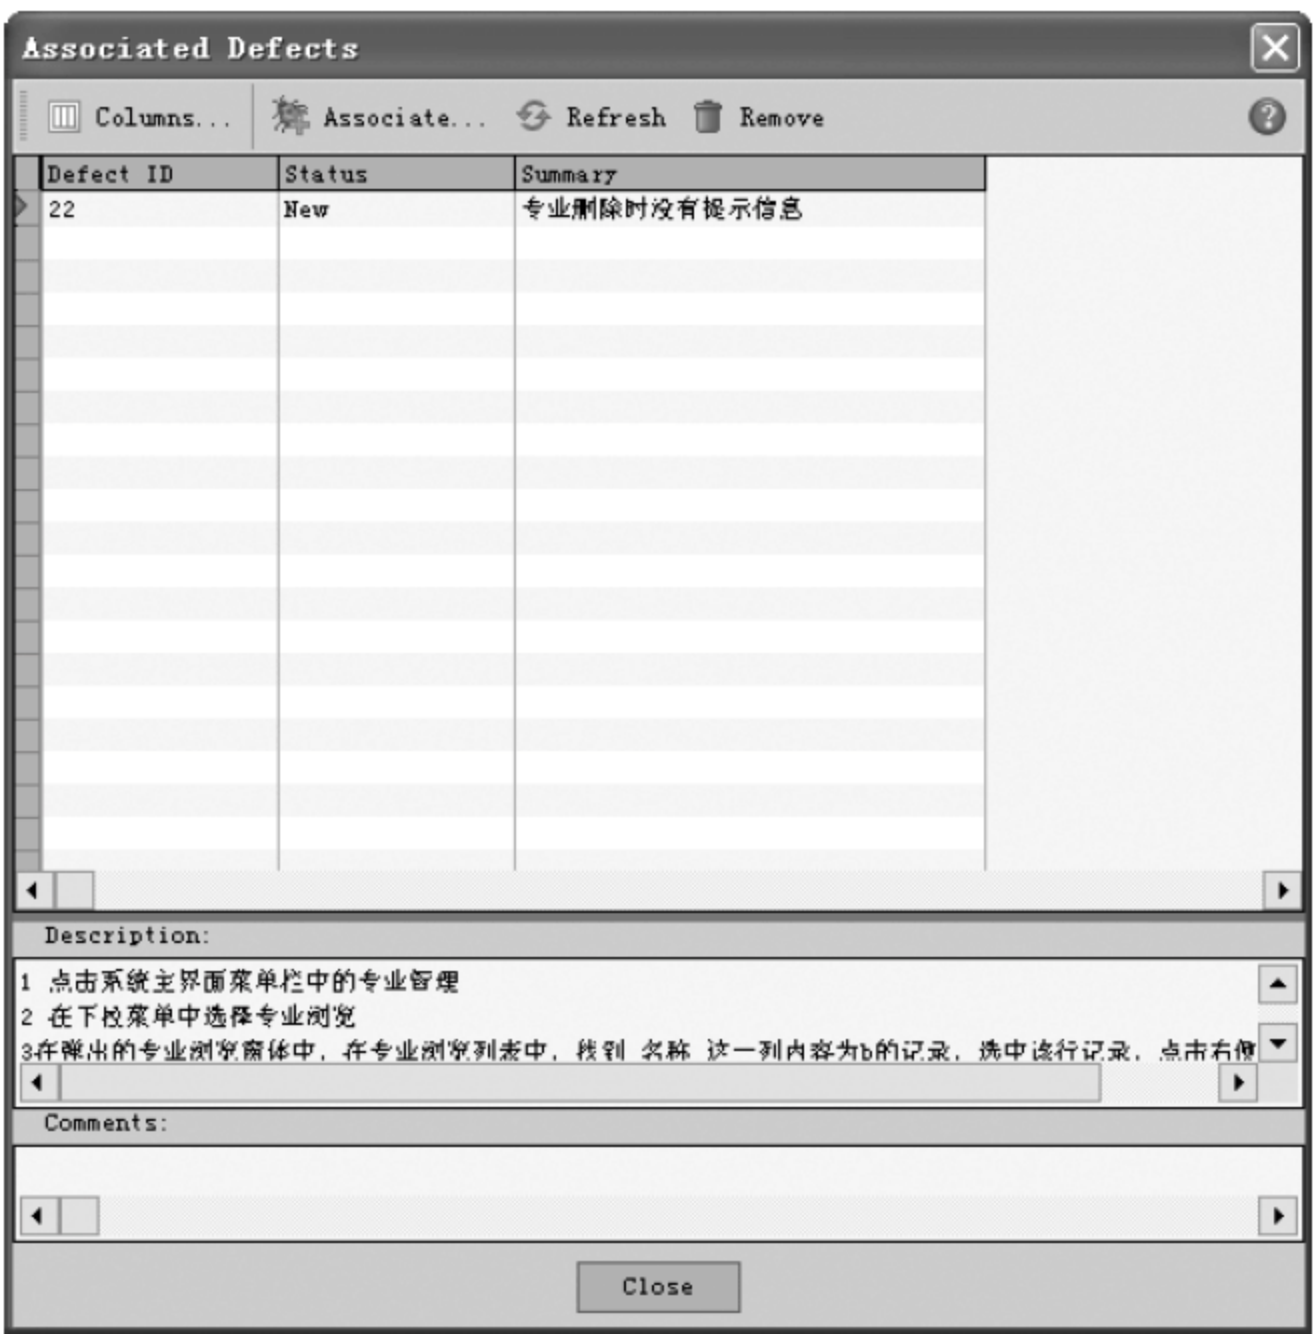 Associated Defects
Columns... Associate... Refresh Remove
Defect ID Status Summary
22 New 专业删除时没有提示信息
Description:
1 点击系统主界面菜单栏中的专业管理
2 在下拉菜单中选择专业浏览
3在弹出的专业浏览窗体中，在专业浏览列表中，找到 名称 这一列内容为b的记录，选中该行记录，点击右侧
Comments:
Close